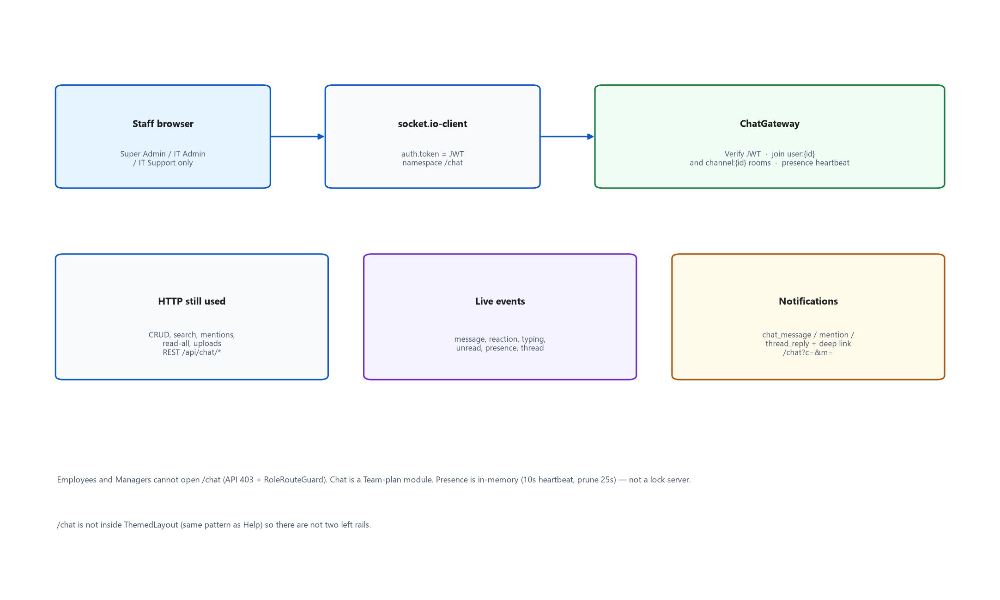 Staff browser
Super Admin / IT Admin
/ IT Support only
socket.io-client
auth.token = JWT
namespace /chat
ChatGateway
Verify JWT · join user:{id}
and channel:{id} rooms · presence heartbeat
HTTP still used
CRUD, search, mentions,
read-all, uploads
REST /api/chat/*
Live events
message, reaction, typing,
unread, presence, thread
Notifications
chat_message / mention /
thread_reply + deep link
/chat?c=&m=
Employees and Managers cannot open /chat (API 403 + RoleRouteGuard). Chat is a Team-plan module. Presence is in-memory (10s heartbeat, prune 25s) — not a lock server.
/chat is not inside ThemedLayout (same pattern as Help) so there are not two left rails.